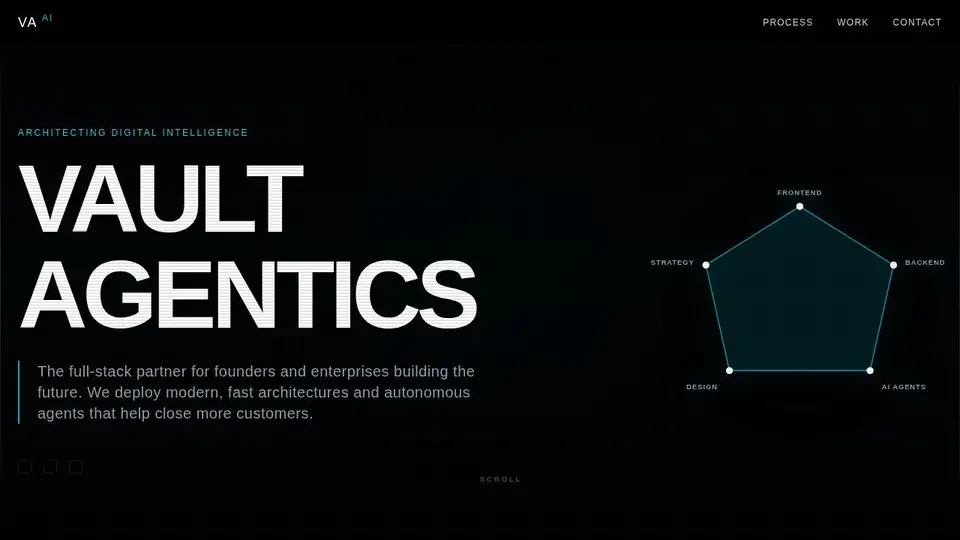 VA AI
PROCESS WORK CONTACT
ARCHITECTING DIGITAL INTELLIGENCE
VAULT
AGENTICS
The full-stack partner for founders and enterprises building the
future. We deploy modern, fast architectures and autonomous
agents that help close more customers.
FRONTEND
STRATEGY
BACKEND
DESIGN
AI AGENTS
SCROLL